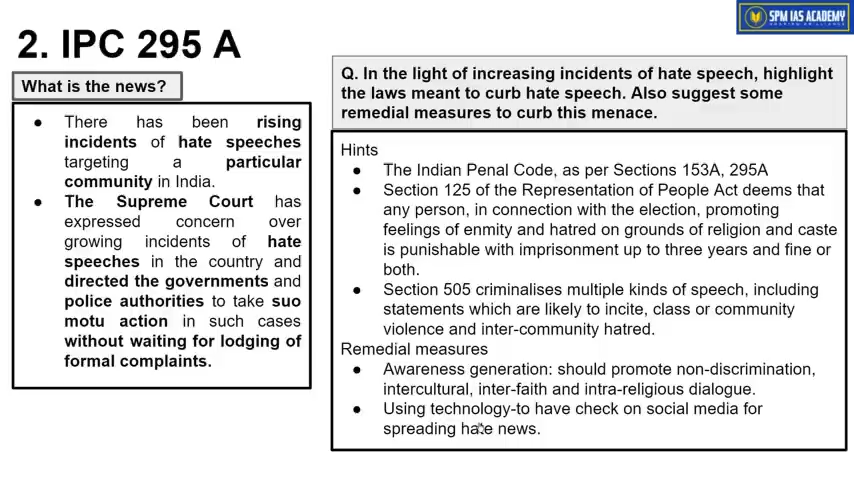 SPM IAS ACADEMY
2. IPC 295 A
What is the news?
● There has been rising
incidents of hate speeches
targeting a particular
community in India.
● The Supreme Court has
expressed concern over
growing incidents of hate
speeches in the country and
directed the governments and
police authorities to take suo
motu action in such cases
without waiting for lodging of
formal complaints.
Q. In the light of increasing incidents of hate speech, highlight
the laws meant to curb hate speech. Also suggest some
remedial measures to curb this menace.
Hints
● The Indian Penal Code, as per Sections 153A, 295A
● Section 125 of the Representation of People Act deems that
any person, in connection with the election, promoting
feelings of enmity and hatred on grounds of religion and caste
is punishable with imprisonment up to three years and fine or
both.
● Section 505 criminalises multiple kinds of speech, including
statements which are likely to incite, class or community
violence and inter-community hatred.
Remedial measures
● Awareness generation: should promote non-discrimination,
intercultural, inter-faith and intra-religious dialogue.
● Using technology-to have check on social media for
spreading hate news.